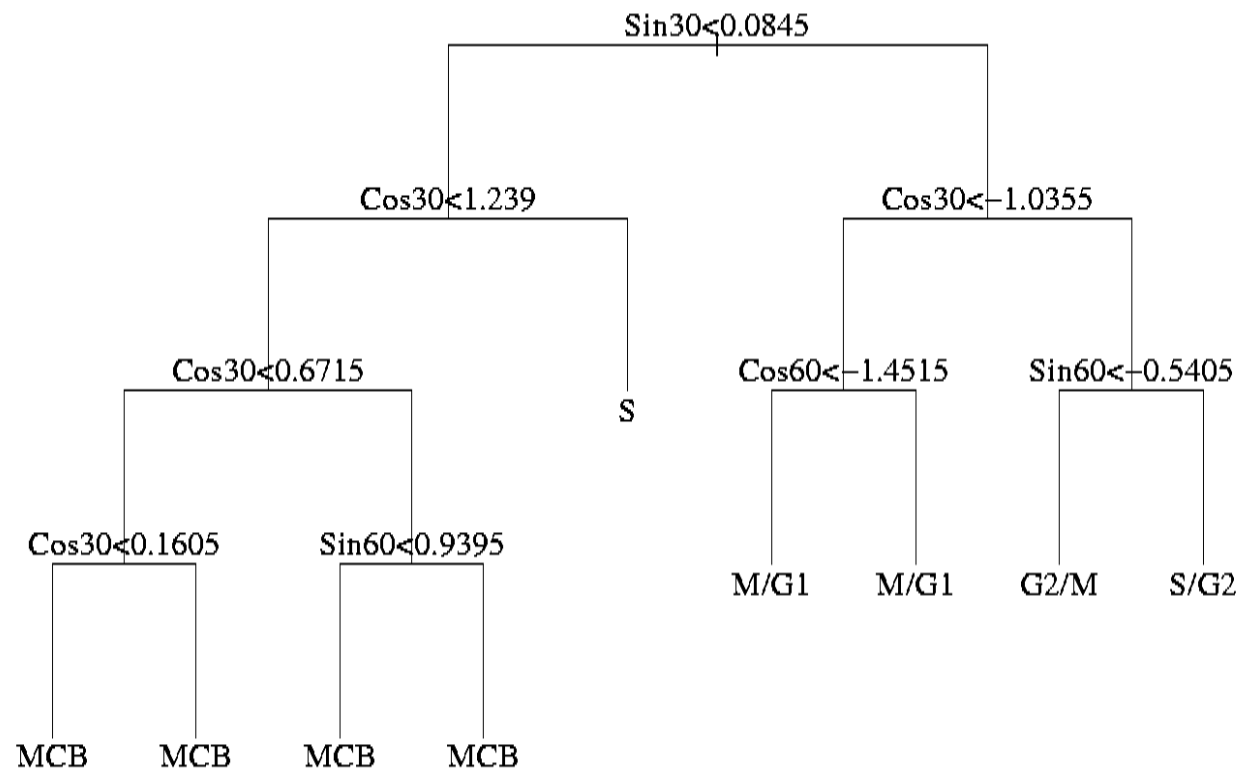 Sin30<0.0845
Cos30<1.239
Cos30<−1.0355
Cos30<0.6715
Cos60<−1.4515
Sin60<−0.5405
S
Cos30<0.1605
Sin60<0.9395
M/G1
M/G1
G2/M
S/G2
MCB
MCB
MCB
MCB